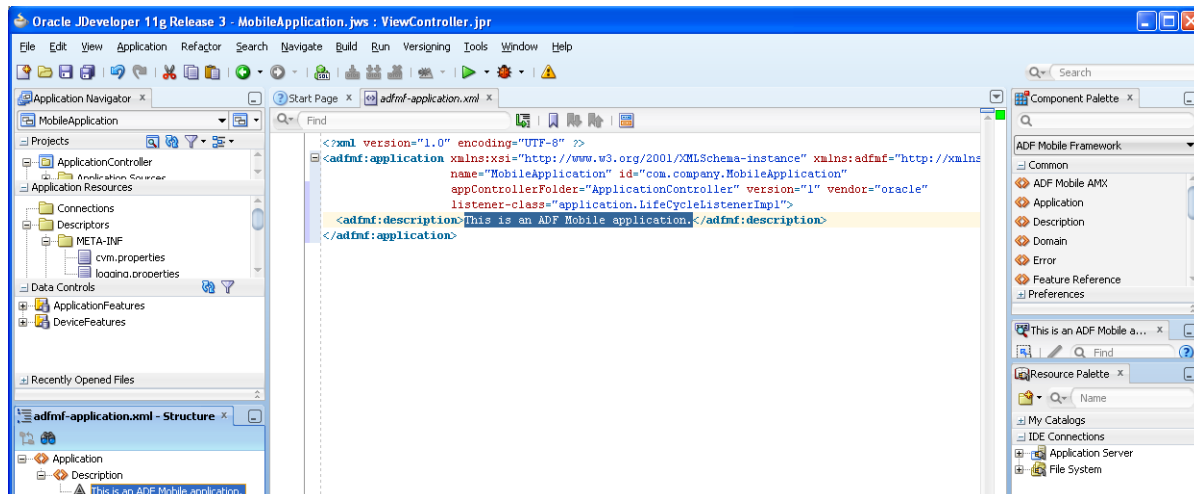 Oracle JDeveloper 11g Release 3 - MobileApplication.jws : ViewController.jpr
File Edit View Application Refactor Search Navigate Build Run Versioning Tools Window Help
Search
Application Navigator
Start Page
adfmf-application.xml
Component Palette
MobileApplication
Find
Projects
ApplicationController
Application Sources
Application Resources
Connections
Descriptors
META-INF
cvm.properties
logging.properties
Data Controls
ApplicationFeatures
DeviceFeatures
Recently Opened Files
adfmf-application.xml - Structure
Application
Description
This is an ADF Mobile application.
<?xml version="1.0" encoding="UTF-8" ?>
<adfmf:application xmlns:xsi="http://www.w3.org/2001/XMLSchema-instance" xmlns:adfmf="http://xmlns
name="MobileApplication" id="com.company.MobileApplication"
appControllerFolder="ApplicationController" version="1" vendor="oracle"
listener-class="application.LifeCycleListenerImpl">
<adfmf:description>This is an ADF Mobile application.</adfmf:description>
</adfmf:application>
ADF Mobile Framework
Common
ADF Mobile AMX
Application
Description
Domain
Error
Feature Reference
Preferences
This is an ADF Mobile a...
Find
Resource Palette
Name
My Catalogs
IDE Connections
Application Server
File System